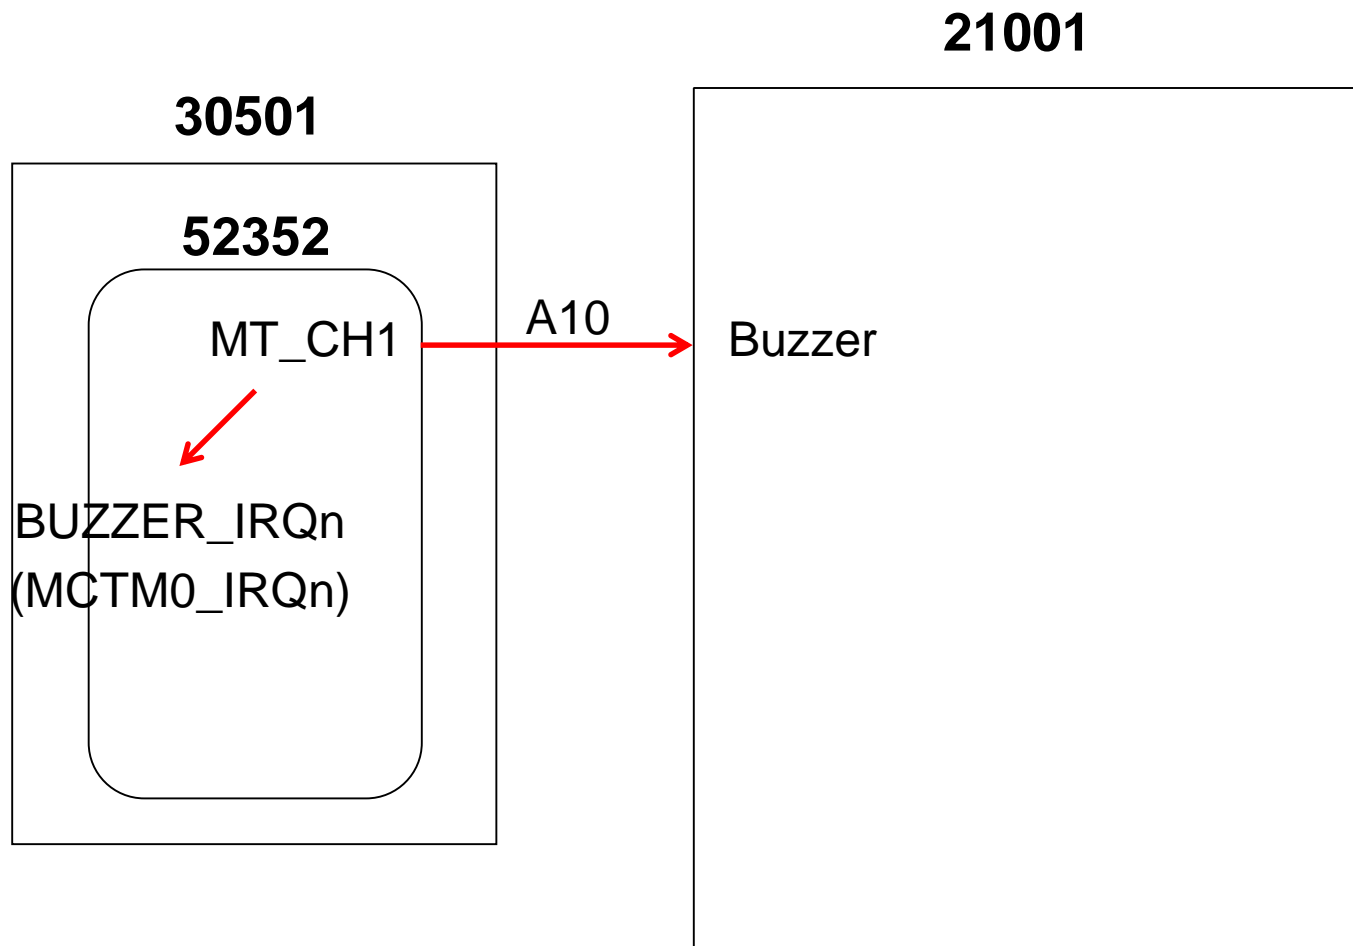 21001
30501
52352
MT_CH1
A10
Buzzer
BUZZER_IRQn
(MCTM0_IRQn)